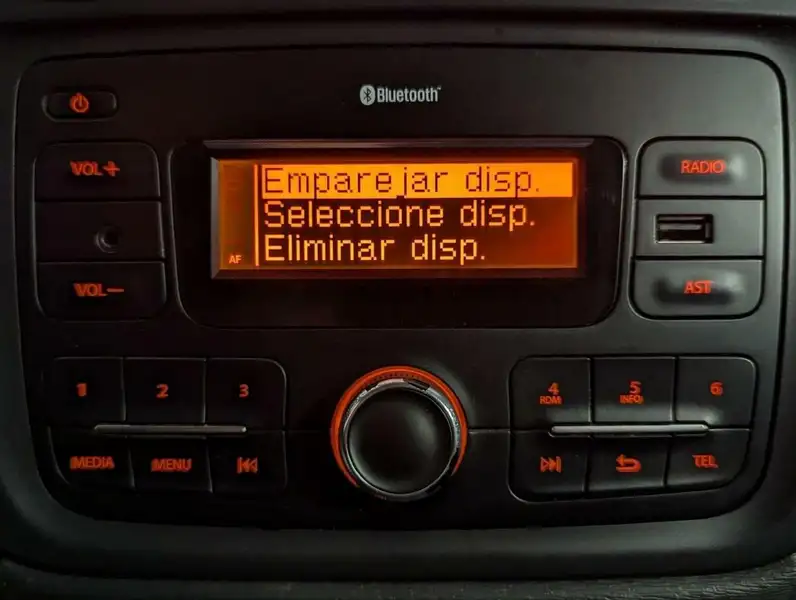 Bluetooth
VOL+
RADIO
Emparejar disp.
Seleccione disp.
Eliminar disp.
AF
VOL−
AST
1
2
3
4
RDM
5
INFO
6
MEDIA
MENU
TEL